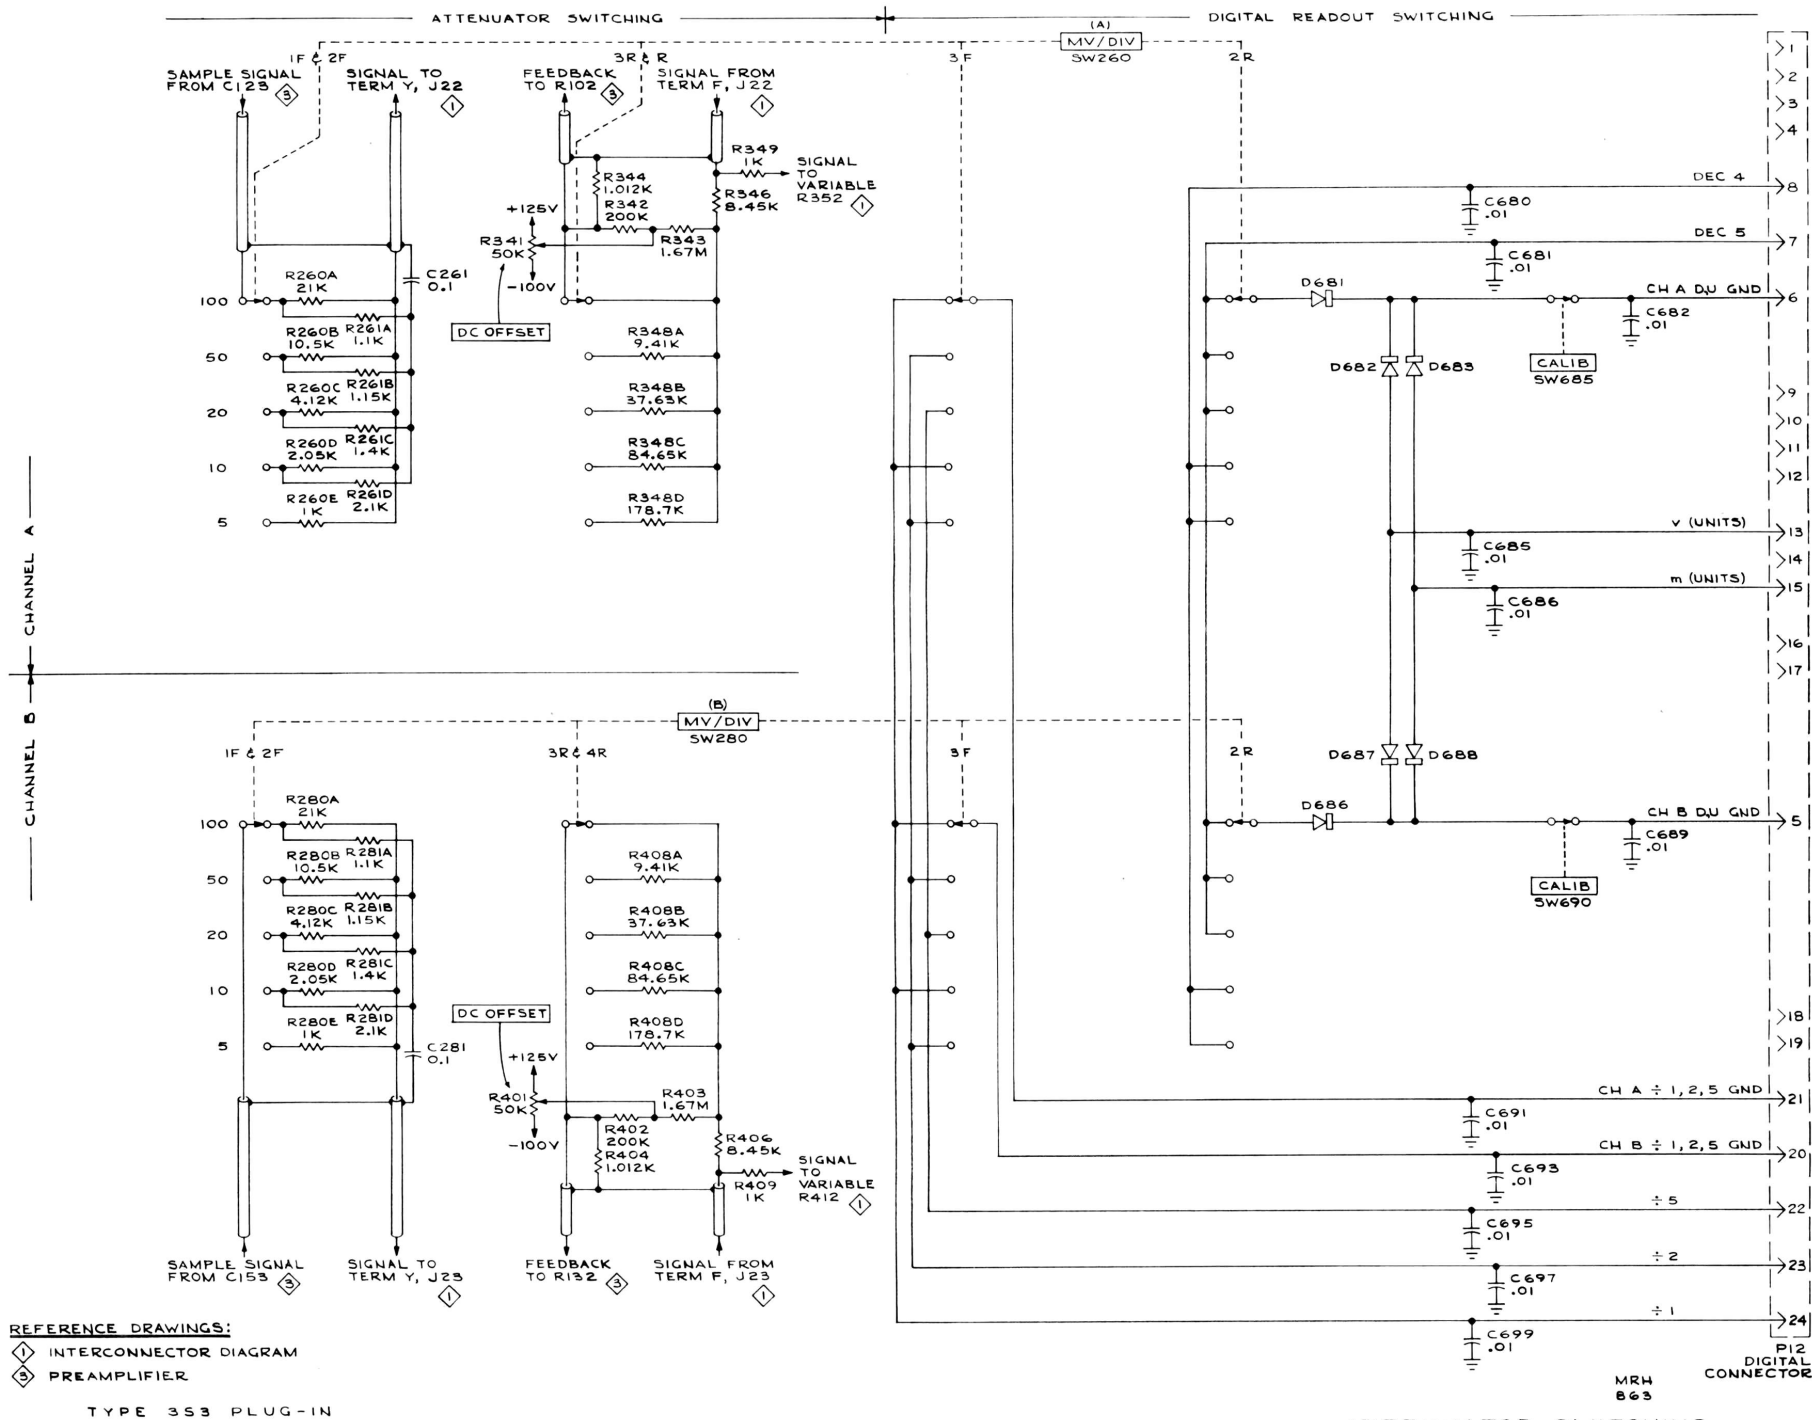 ATTENUATOR SWITCHING
DIGITAL READOUT SWITCHING
(A)
MV/DIV
SW260
1F & 2F
3R & R
3F
2R
SAMPLE SIGNAL
FROM C123
3
SIGNAL TO
TERM Y, J22
1
FEEDBACK
TO R102
3
SIGNAL FROM
TERM F, J22
1
R349
1K
SIGNAL
TO
VARIABLE
R352
1
R344
1.012K
R342
200K
R346
8.45K
+125V
R341
50K
-100V
R343
1.67M
DC OFFSET
C261
0.1
100
R260A
21K
R261A
1.1K
50
R260B
10.5K
R261B
1.15K
20
R260C
4.12K
R261C
1.4K
10
R260D
2.05K
R261D
2.1K
5
R260E
1K
R348A
9.41K
R348B
37.63K
R348C
84.65K
R348D
178.7K
CHANNEL A
CHANNEL B
1
2
3
4
DEC 4
8
C680
.01
DEC 5
7
C681
.01
D681
CH A D,U GND
6
C682
.01
D682
D683
CALIB
SW685
9
10
11
12
V (UNITS)
13
C685
.01
14
m (UNITS)
15
C686
.01
16
17
(B)
MV/DIV
SW280
1F & 2F
3R & 4R
3F
2R
D687
D688
D686
CH B D,U GND
5
C689
.01
CALIB
SW690
100
R280A
21K
R281A
1.1K
50
R280B
10.5K
R281B
1.15K
20
R280C
4.12K
R281C
1.4K
10
R280D
2.05K
R281D
2.1K
5
R280E
1K
C281
0.1
R408A
9.41K
R408B
37.63K
R408C
84.65K
R408D
178.7K
DC OFFSET
+125V
R401
50K
-100V
R403
1.67M
R402
200K
R404
1.012K
R406
8.45K
R409
1K
SIGNAL
TO
VARIABLE
R412
1
18
19
CH A ÷ 1, 2, 5 GND
21
C691
.01
CH B ÷ 1, 2, 5 GND
20
C693
.01
÷ 5
22
C695
.01
÷ 2
23
C697
.01
÷ 1
24
C699
.01
SAMPLE SIGNAL
FROM C153
3
SIGNAL TO
TERM Y, J23
1
FEEDBACK
TO R132
3
SIGNAL FROM
TERM F, J23
1
P12
DIGITAL
CONNECTOR
REFERENCE DRAWINGS:
1 INTERCONNECTOR DIAGRAM
3 PREAMPLIFIER
MRH
863
TYPE 3S3 PLUG-IN